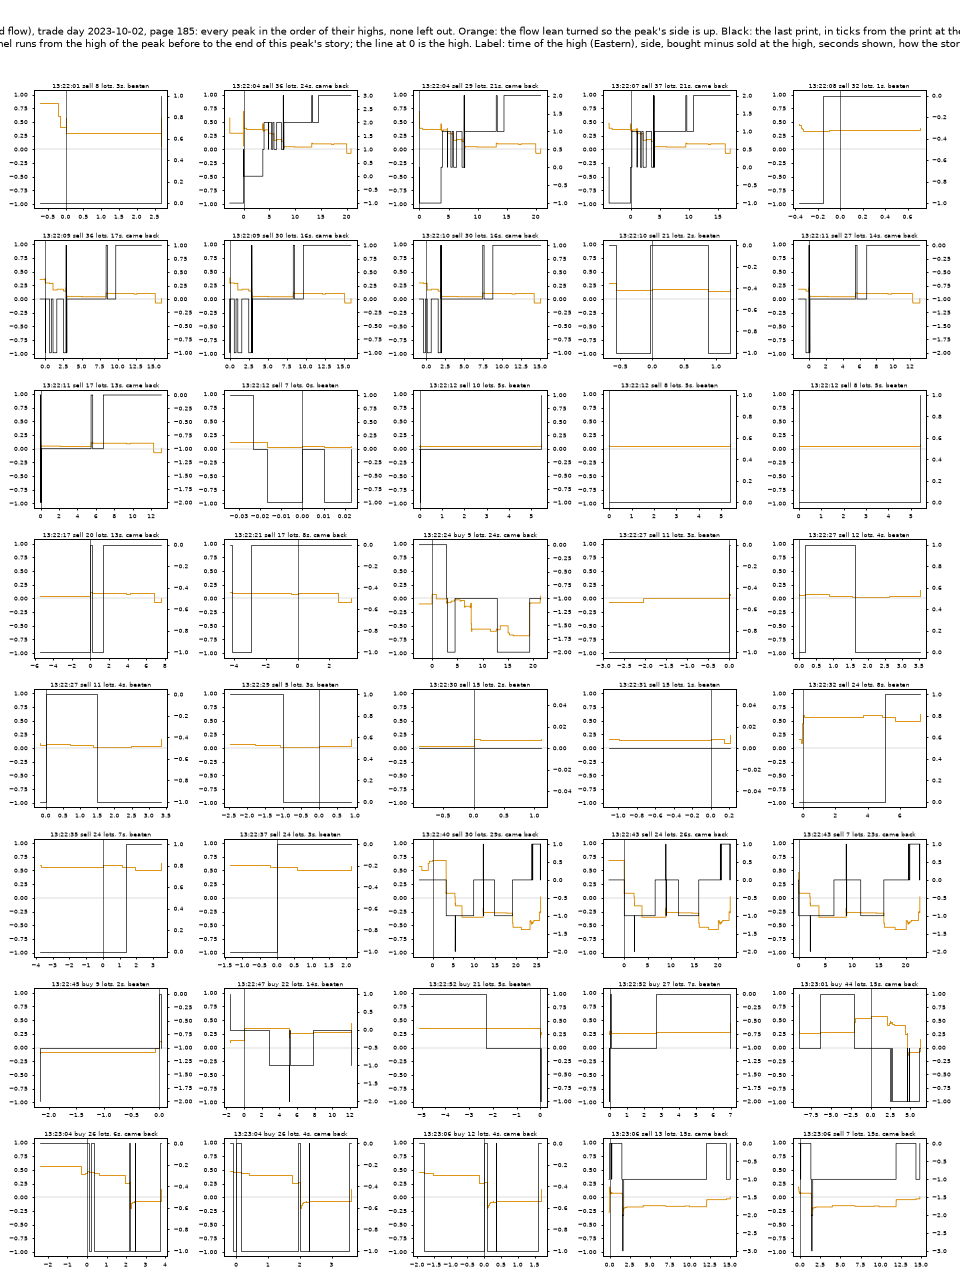 d flow), trade day 2023-10-02, page 185: every peak in the order of their highs, none left out. Orange: the flow lean turned so the peak's side is up. Black: the last print, in ticks from the print at the
nel runs from the high of the peak before to the end of this peak's story; the line at 0 is the high. Label: time of the high (Eastern), side, bought minus sold at the high, seconds shown, how the stor
13:22:01 sell 8 lots. 3s. beaten
13:22:04 sell 36 lots. 24s. came back
13:22:04 sell 29 lots. 21s. came back
13:22:07 sell 37 lots. 21s. came back
13:22:08 sell 32 lots. 1s. beaten
13:22:09 sell 36 lots. 17s. came back
13:22:09 sell 30 lots. 16s. came back
13:22:10 sell 30 lots. 16s. came back
13:22:10 sell 21 lots. 2s. beaten
13:22:11 sell 27 lots. 14s. came back
13:22:11 sell 17 lots. 13s. came back
13:22:12 sell 7 lots. 0s. beaten
13:22:12 sell 10 lots. 5s. beaten
13:22:12 sell 8 lots. 5s. beaten
13:22:12 sell 8 lots. 5s. beaten
13:22:17 sell 20 lots. 13s. came back
13:22:21 sell 17 lots. 8s. came back
13:22:24 buy 9 lots. 24s. came back
13:22:27 sell 11 lots. 3s. beaten
13:22:27 sell 12 lots. 4s. beaten
13:22:27 sell 11 lots. 4s. beaten
13:22:29 sell 5 lots. 3s. beaten
13:22:30 sell 15 lots. 2s. beaten
13:22:31 sell 15 lots. 1s. beaten
13:22:32 sell 24 lots. 8s. beaten
13:22:35 sell 24 lots. 7s. beaten
13:22:37 sell 24 lots. 3s. beaten
13:22:40 sell 30 lots. 29s. came back
13:22:43 sell 24 lots. 26s. came back
13:22:45 sell 7 lots. 23s. came back
13:22:45 buy 9 lots. 2s. beaten
13:22:47 buy 22 lots. 14s. beaten
13:22:52 buy 21 lots. 5s. beaten
13:22:52 buy 27 lots. 7s. beaten
13:23:01 buy 44 lots. 15s. came back
13:23:04 buy 26 lots. 6s. came back
13:23:04 buy 26 lots. 4s. came back
13:23:06 buy 12 lots. 4s. came back
13:23:06 sell 13 lots. 15s. came back
13:23:06 sell 7 lots. 15s. came back